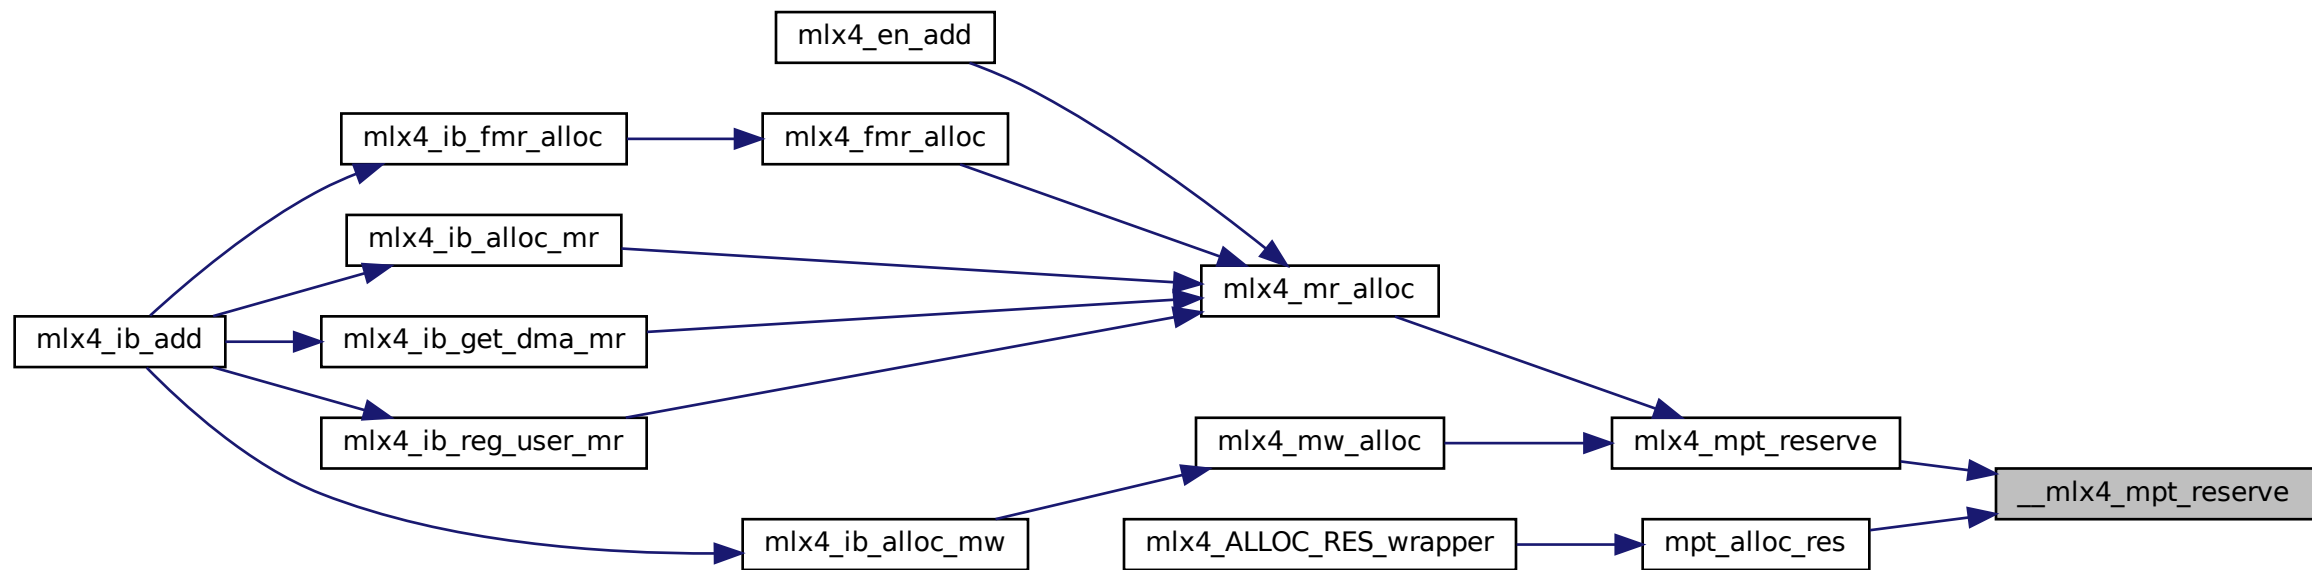 mlx4_en_add
mlx4_ib_fmr_alloc
mlx4_fmr_alloc
mlx4_ib_alloc_mr
mlx4_mr_alloc
mlx4_ib_add
mlx4_ib_get_dma_mr
mlx4_ib_reg_user_mr
mlx4_mw_alloc
mlx4_mpt_reserve
__mlx4_mpt_reserve
mlx4_ib_alloc_mw
mlx4_ALLOC_RES_wrapper
mpt_alloc_res